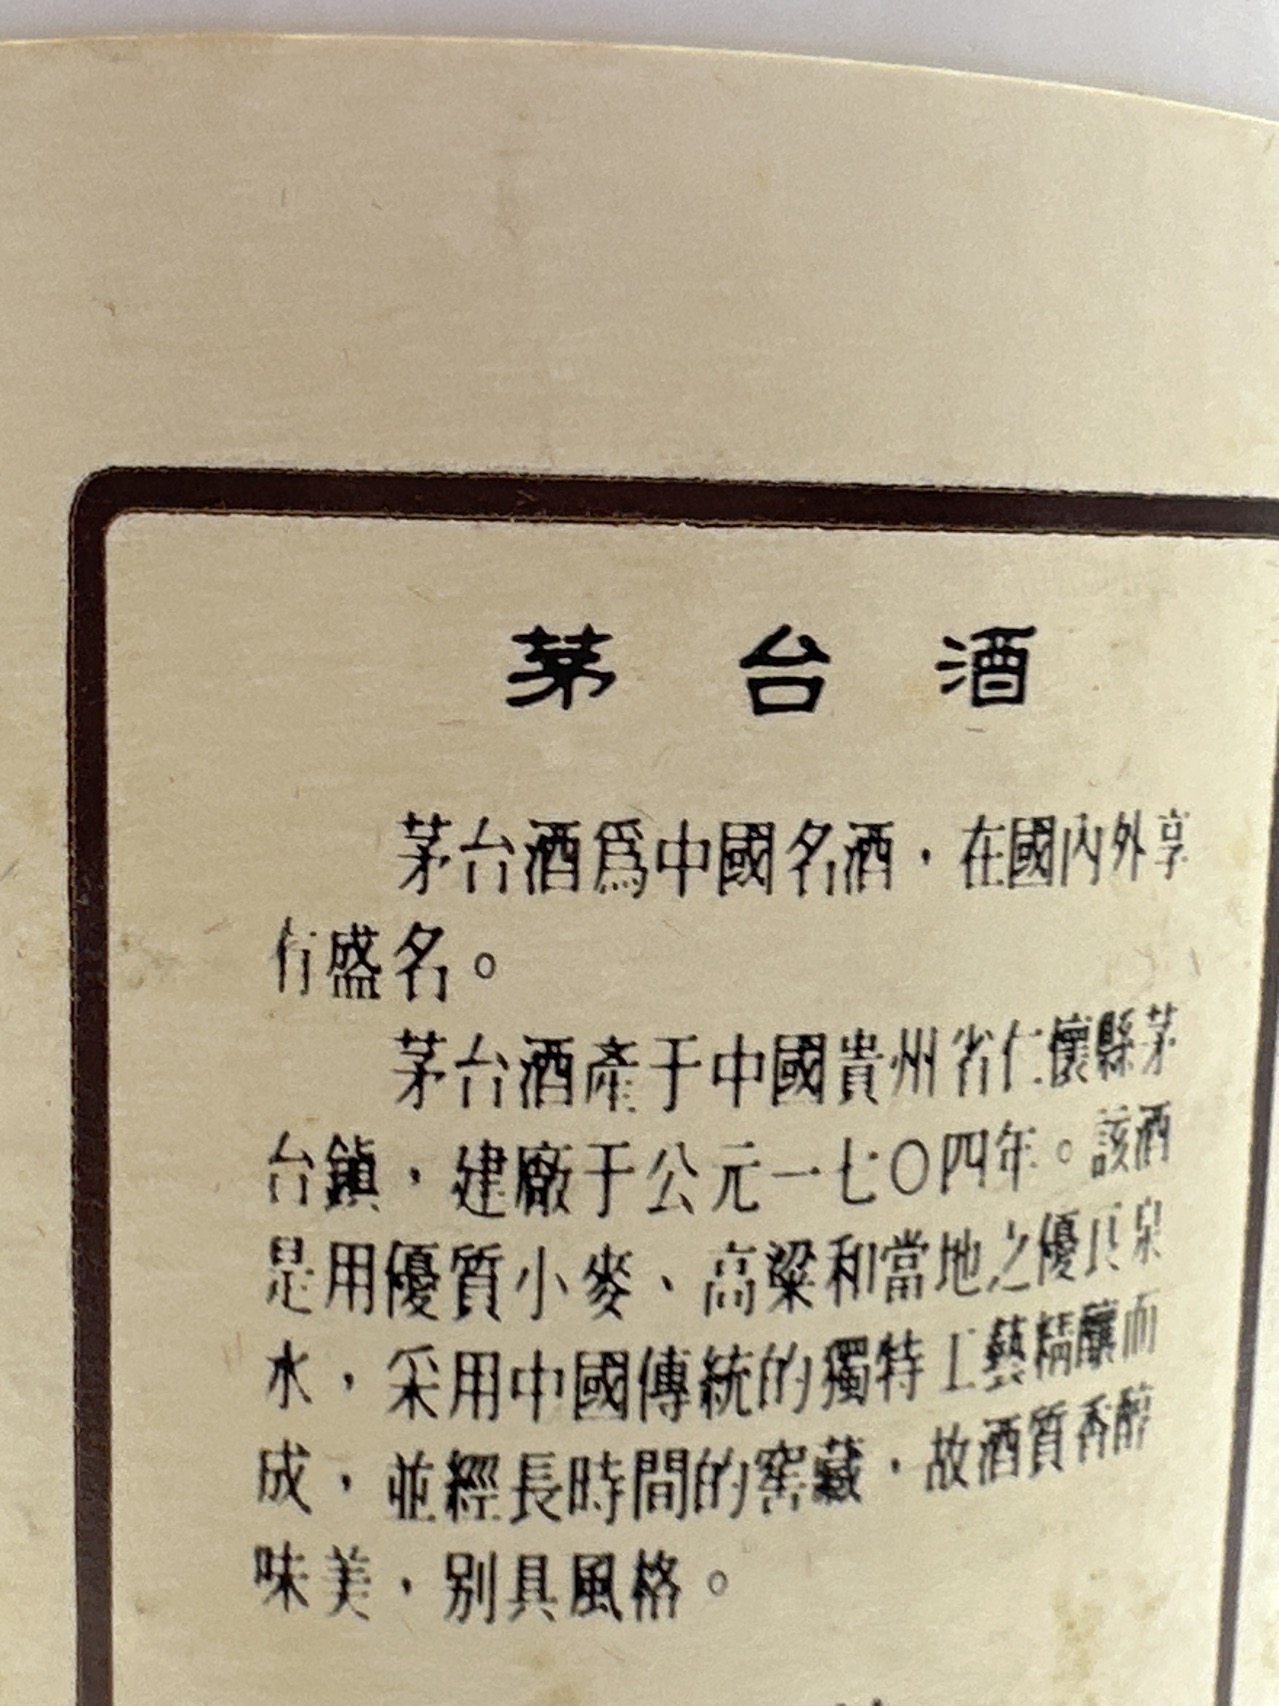 茅台酒
茅台酒爲中國名酒，在國內外享
有盛名。
茅台酒產于中國貴州省仁懷縣茅
台鎮，建廠于公元一七〇四年。該酒
是用優質小麥、高粱和當地之優良泉
水，采用中國傳統的獨特工藝精釀而
成，並經長時間的窖藏，故酒質香醇
味美，别具風格。